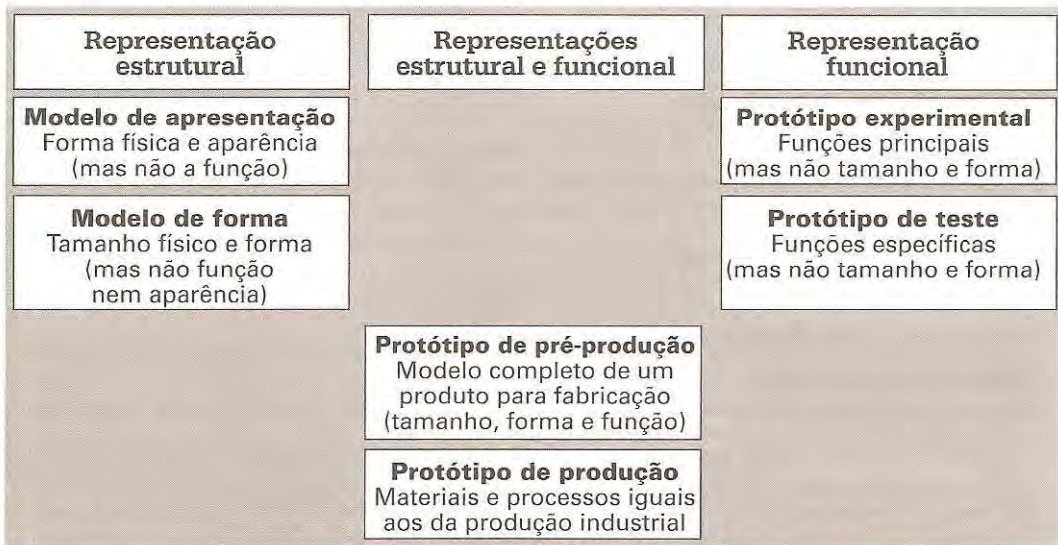 Representação
estrutural
Representações
estrutural e funcional
Representação
funcional
Modelo de apresentação
Forma física e aparência
(mas não a função)
Modelo de forma
Tamanho físico e forma
(mas não função
nem aparência)
Protótipo experimental
Funções principais
(mas não tamanho e forma)
Protótipo de teste
Funções específicas
(mas não tamanho e forma)
Protótipo de pré-produção
Modelo completo de um
produto para fabricação
(tamanho, forma e função)
Protótipo de produção
Materiais e processos iguais
aos da produção industrial